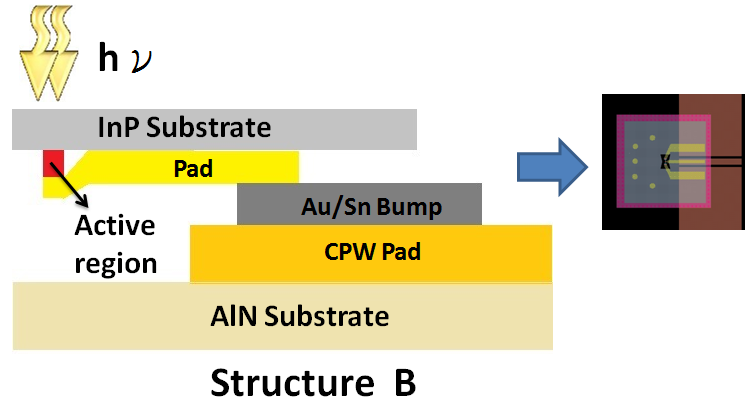 h ν
InP Substrate
Pad
Au/Sn Bump
Active
region
CPW Pad
AlN Substrate
Structure B